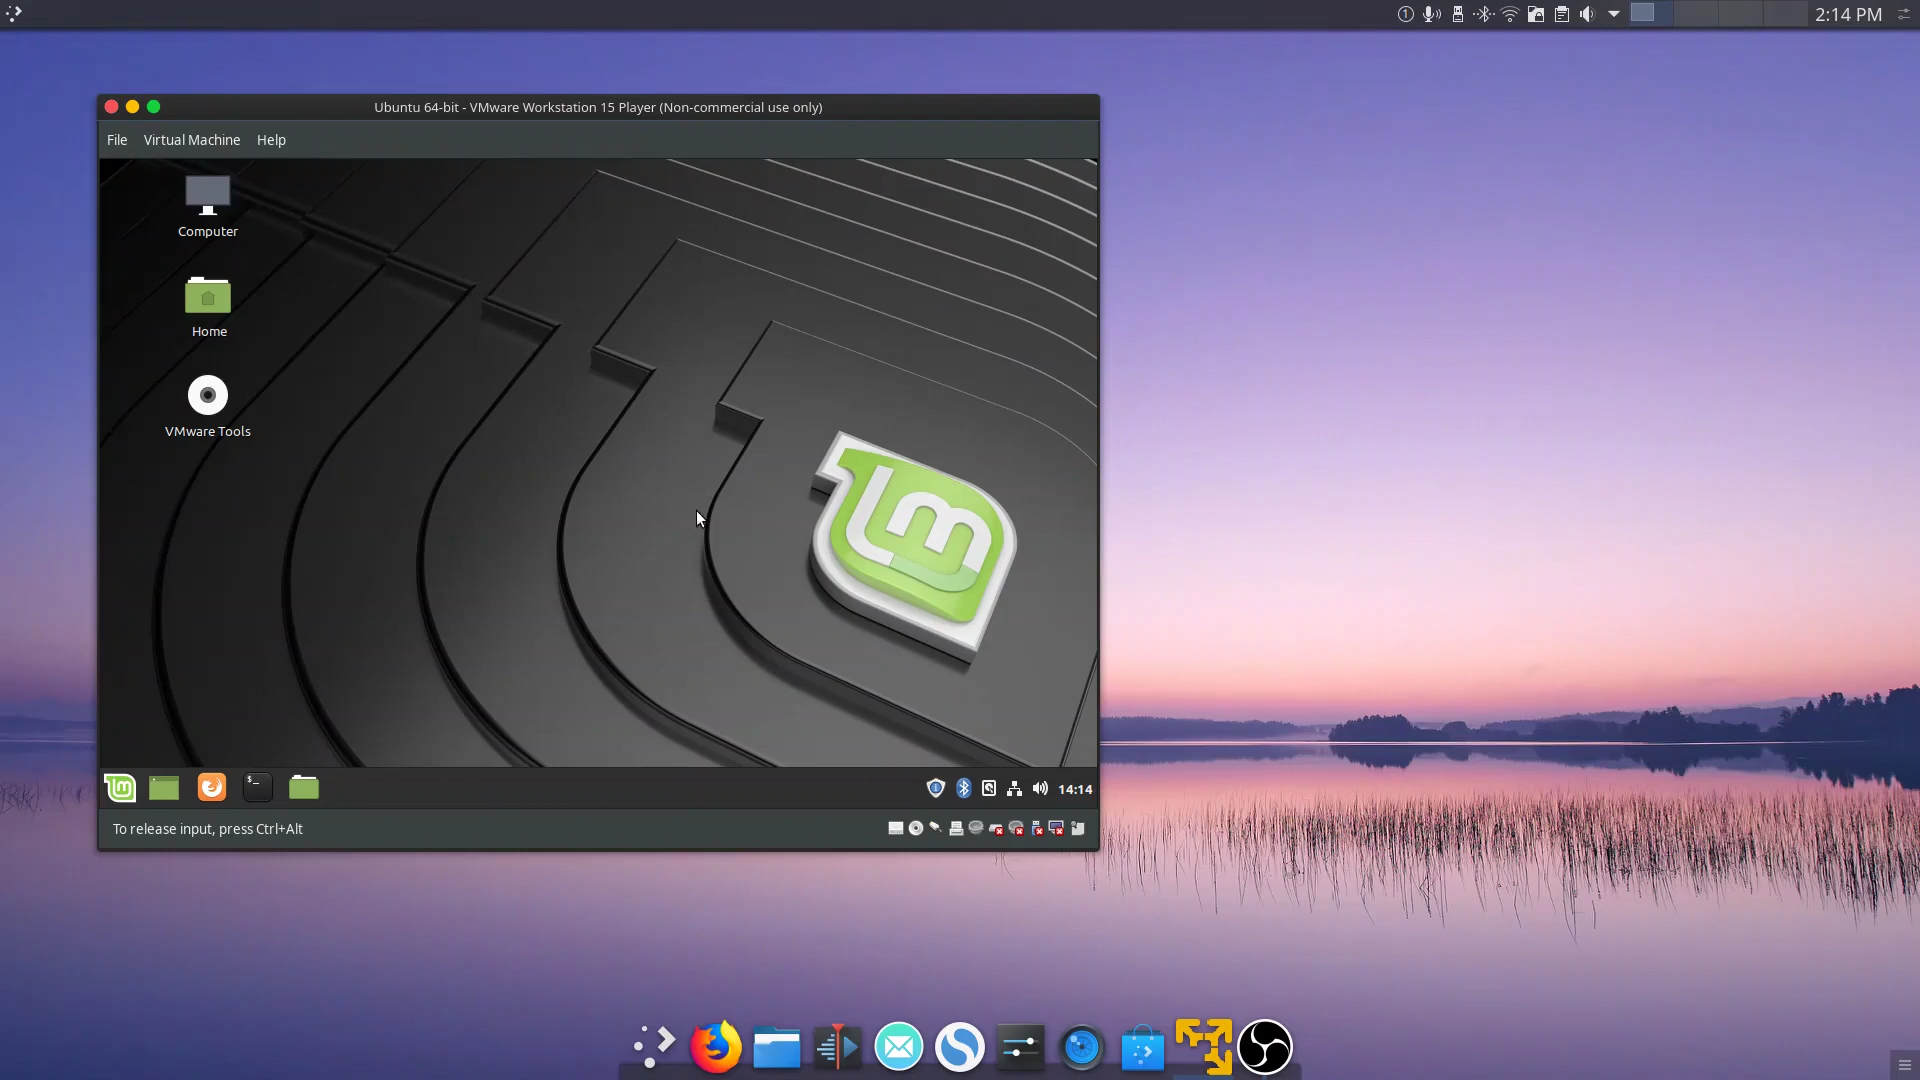 2:14 PM
Ubuntu 64-bit - VMware Workstation 15 Player (Non-commercial use only)
File Virtual Machine Help
Computer
Home
VMware Tools
lm
$_
14:14
To release input, press Ctrl+Alt